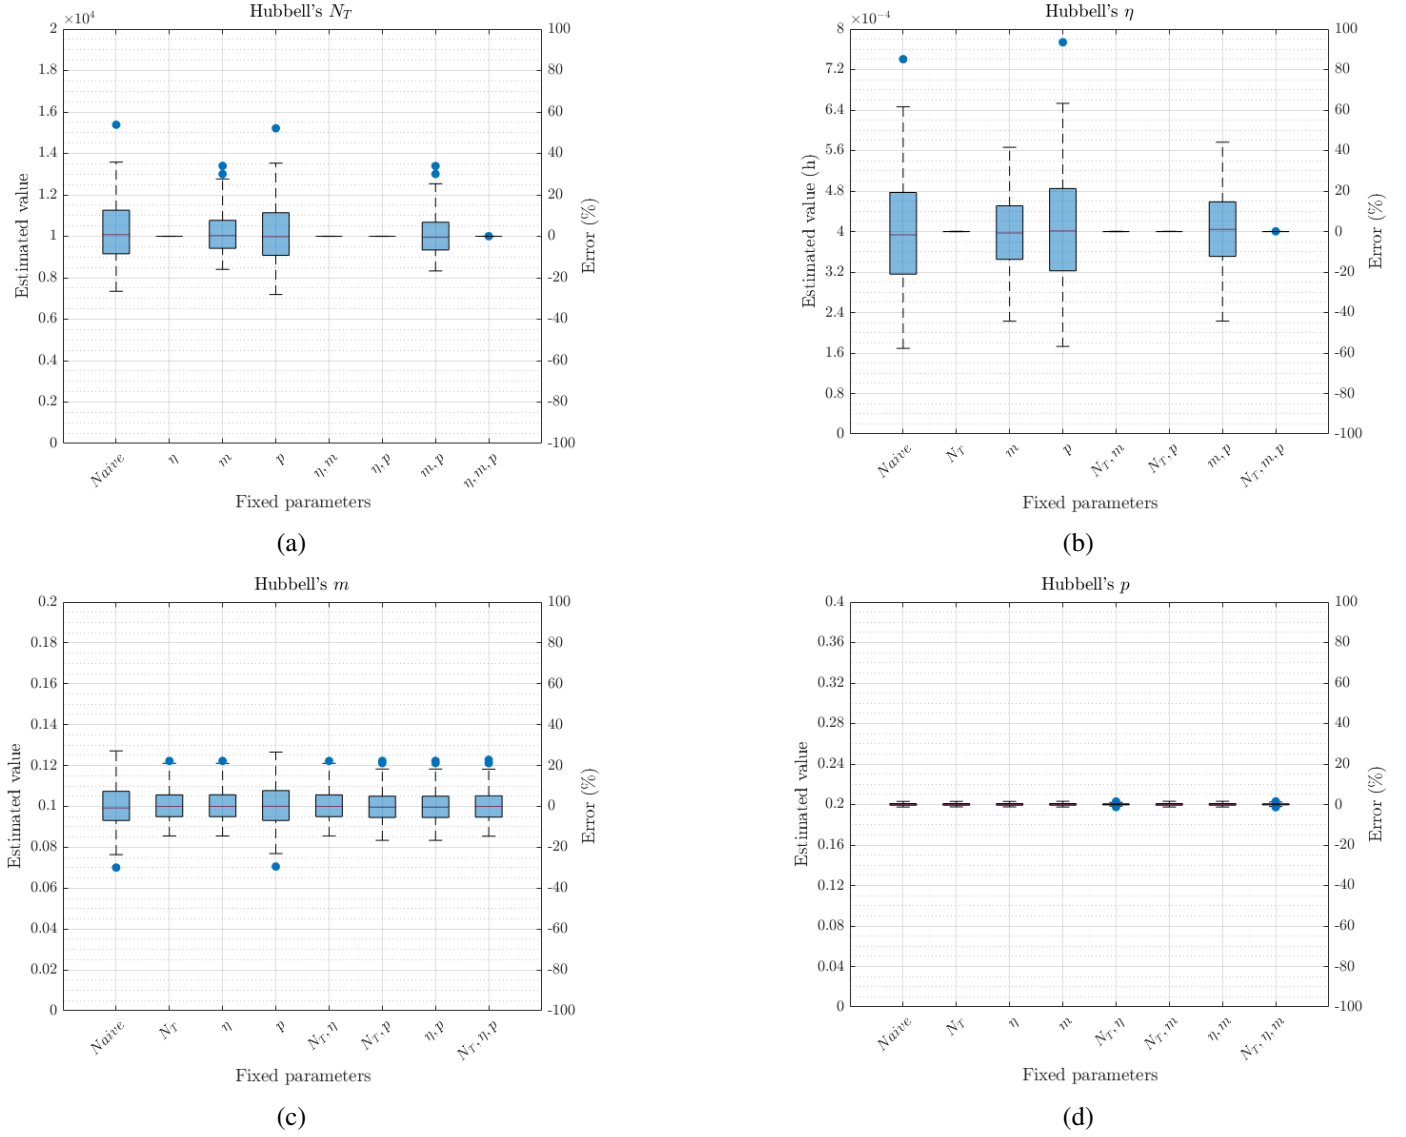 Hubbell's N_T
×10⁴
2
1.8
1.6
1.4
1.2
1
0.8
0.6
0.4
0.2
0
Estimated value
100
80
60
40
20
0
-20
-40
-60
-80
-100
Error (%)
Naive
η
m
p
η, m
η, p
m, p
η, m, p
Fixed parameters
(a)
Hubbell's η
×10⁻⁴
8
7.2
6.4
5.6
4.8
4
3.2
2.4
1.6
0.8
0
Estimated value (h)
100
80
60
40
20
0
-20
-40
-60
-80
-100
Error (%)
Naive
N_T
m
p
N_T, m
N_T, p
m, p
N_T, m, p
Fixed parameters
(b)
Hubbell's m
0.2
0.18
0.16
0.14
0.12
0.1
0.08
0.06
0.04
0.02
0
Estimated value
100
80
60
40
20
0
-20
-40
-60
-80
-100
Error (%)
Naive
N_T
η
p
N_T, η
N_T, p
η, p
N_T, η, p
Fixed parameters
(c)
Hubbell's p
0.4
0.36
0.32
0.28
0.24
0.2
0.16
0.12
0.08
0.04
0
Estimated value
100
80
60
40
20
0
-20
-40
-60
-80
-100
Error (%)
Naive
N_T
η
m
N_T, η
N_T, m
η, m
N_T, η, m
Fixed parameters
(d)